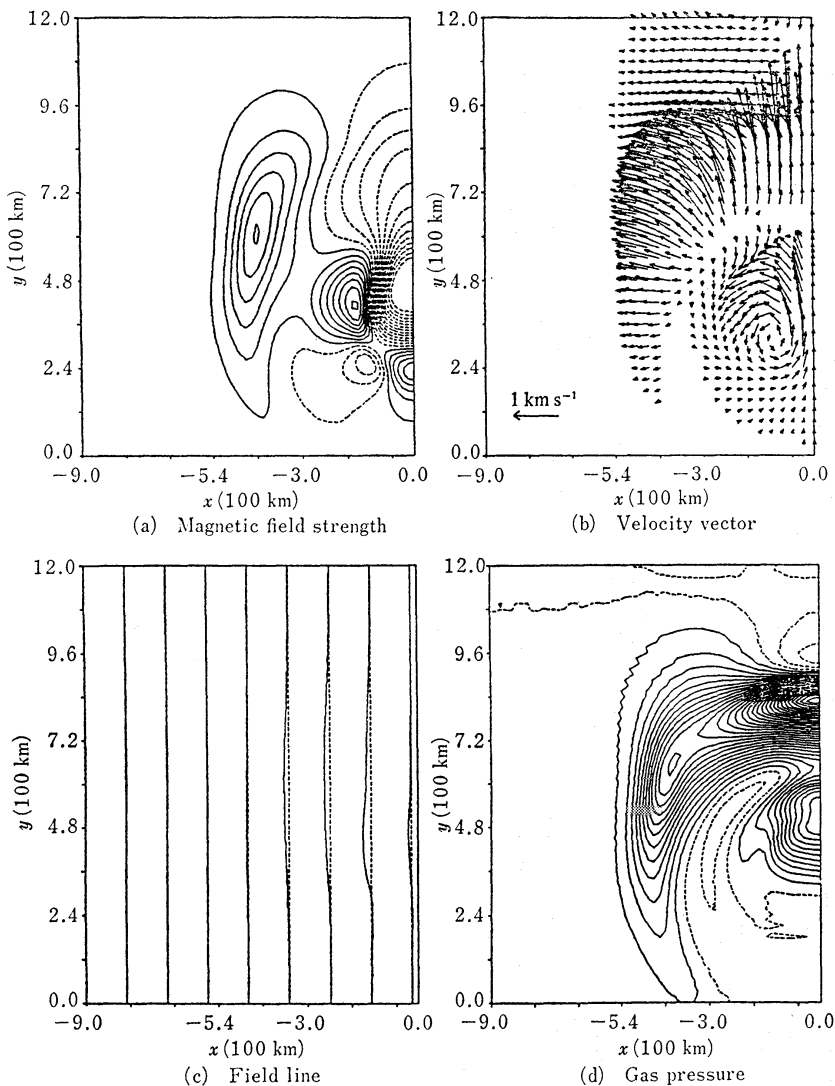 12.0
9.6
7.2
4.8
2.4
0.0
y (100 km)
−9.0 −5.4 −3.0 0.0
x (100 km)
(a) Magnetic field strength
12.0
9.6
7.2
4.8
2.4
0.0
y (100 km)
1 km s⁻¹
−9.0 −5.4 −3.0 0.0
x (100 km)
(b) Velocity vector
12.0
9.6
7.2
4.8
2.4
0.0
y (100 km)
−9.0 −5.4 −3.0 0.0
x (100 km)
(c) Field line
12.0
9.6
7.2
4.8
2.4
0.0
y (100 km)
−9.0 −5.4 −3.0 0.0
x (100 km)
(d) Gas pressure